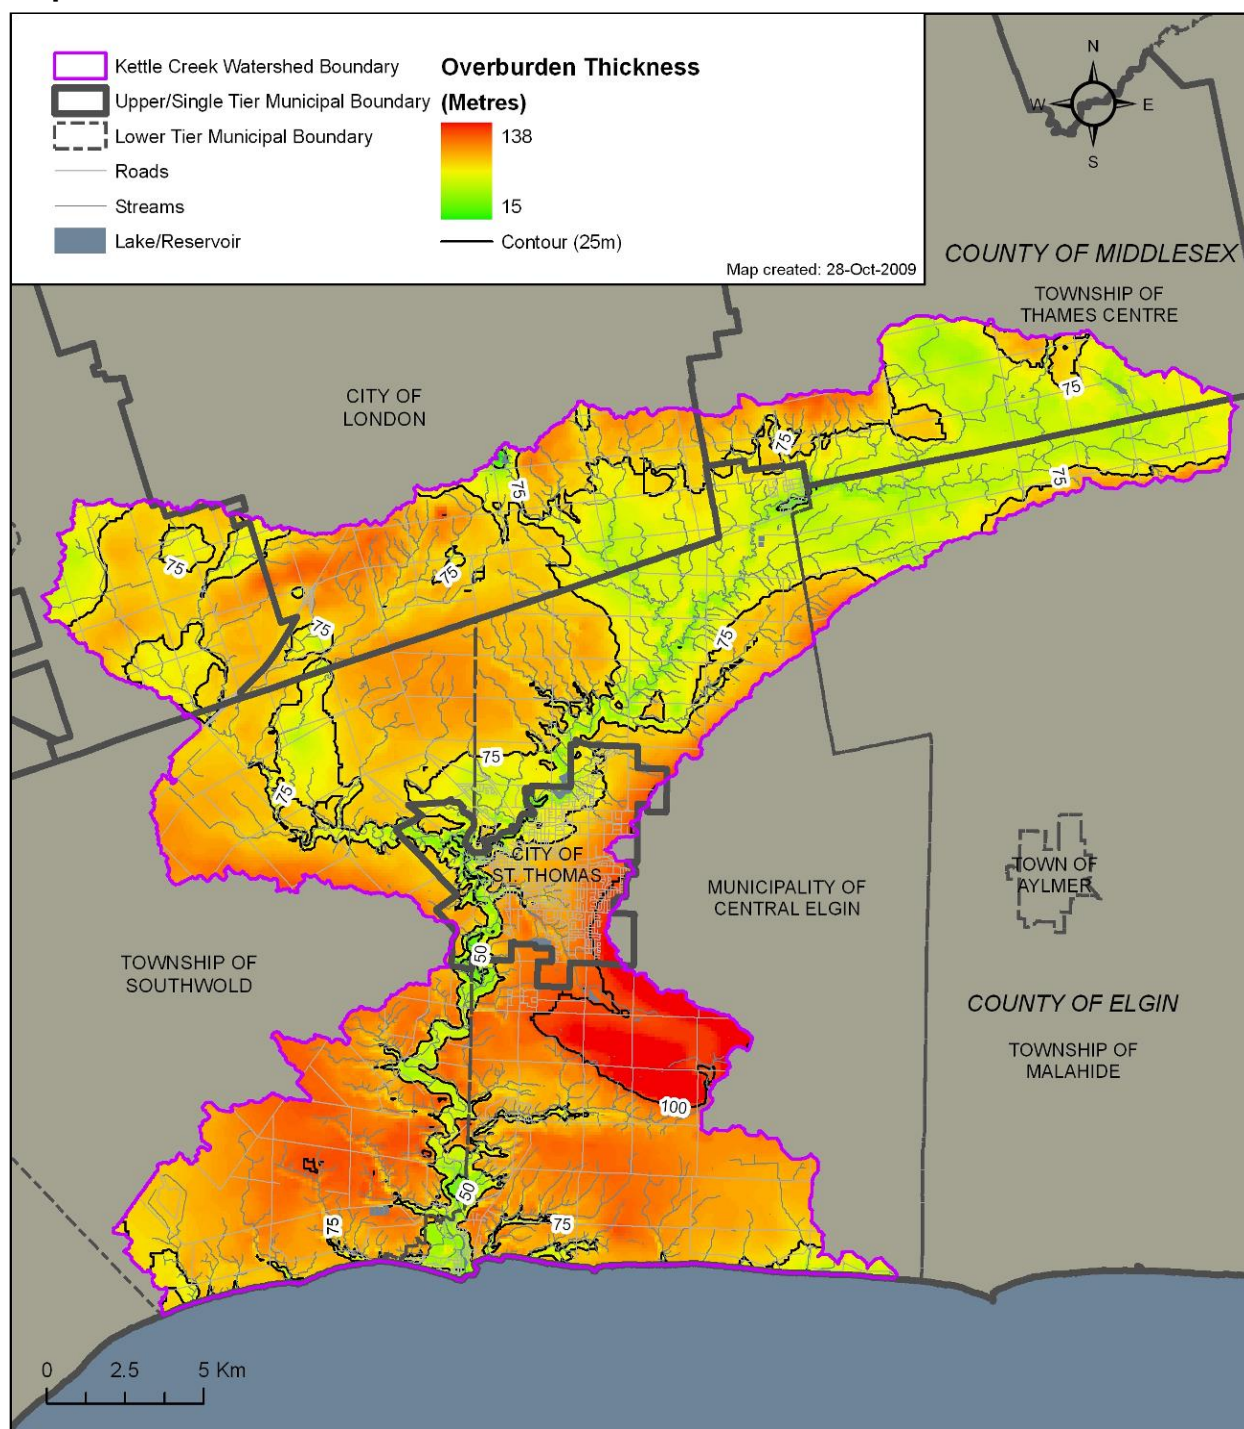 Kettle Creek Watershed Boundary
Upper/Single Tier Municipal Boundary
Lower Tier Municipal Boundary
Roads
Streams
Lake/Reservoir
Overburden Thickness
(Metres)
138
15
Contour (25m)
Map created: 28-Oct-2009
N
W
E
S
COUNTY OF MIDDLESEX
TOWNSHIP OF
THAMES CENTRE
CITY OF
LONDON
75
75
75
75
75
75
75
75
75
75
CITY OF
ST. THOMAS
MUNICIPALITY OF
CENTRAL ELGIN
TOWN OF
AYLMER
50
TOWNSHIP OF
SOUTHWOLD
COUNTY OF ELGIN
TOWNSHIP OF
MALAHIDE
100
50
75
75
0
2.5
5 Km